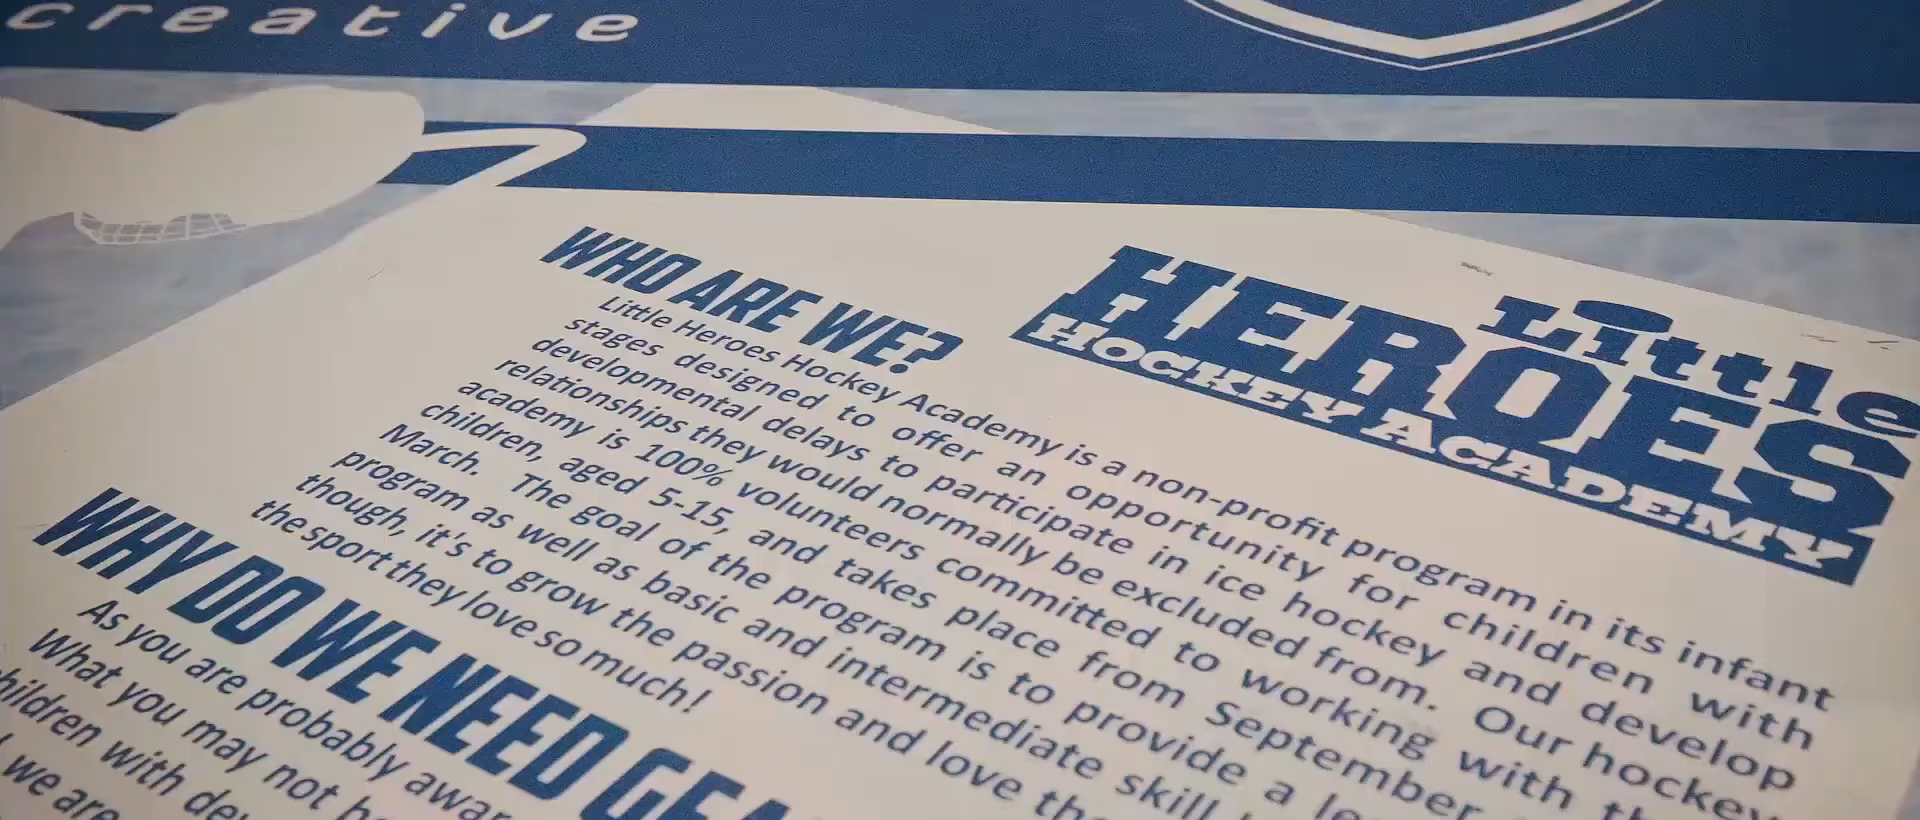 creative
Little
HEROES
HOCKEY ACADEMY
WHO ARE WE?
Little Heroes Hockey Academy is a non-profit program in its infant
stages designed to offer an opportunity for children with
developmental delays to participate in ice hockey and develop
relationships they would normally be excluded from. Our hockey
academy is 100% volunteers committed to working with
children, aged 5-15, and takes place from September
March. The goal of the program is to provide a
program as well as basic and intermediate skill
though, it's to grow the passion and love
the sport they love so much!
WHY DO WE NEED
As you are probably
What you may not
children with
we are